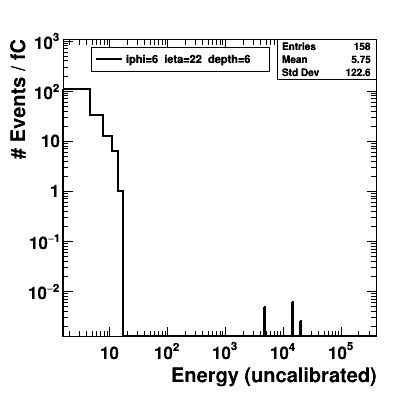 Entries 158
iphi=6 ieta=22 depth=6
Mean 5.75
Std Dev 122.6
# Events / fC
10³
10²
10
1
10⁻¹
10⁻²
10 10² 10³ 10⁴ 10⁵
Energy (uncalibrated)